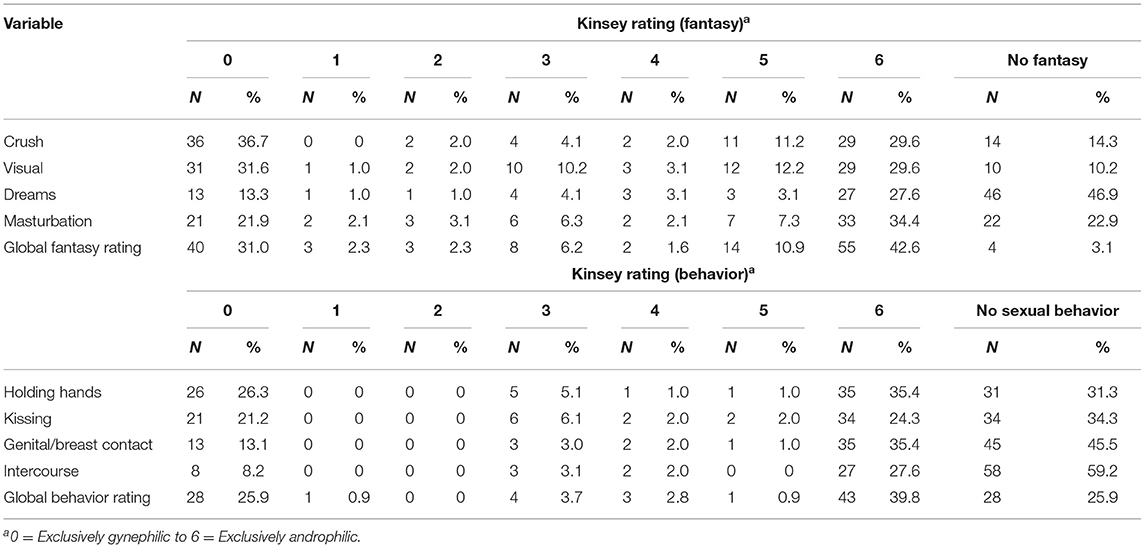 Variable Kinsey rating (fantasy)a
0 1 2 3 4 5 6 No fantasy
N % N % N % N % N % N % N % N %
Crush 36 36.7 0 0 2 2.0 4 4.1 2 2.0 11 11.2 29 29.6 14 14.3
Visual 31 31.6 1 1.0 2 2.0 10 10.2 3 3.1 12 12.2 29 29.6 10 10.2
Dreams 13 13.3 1 1.0 1 1.0 4 4.1 3 3.1 3 3.1 27 27.6 46 46.9
Masturbation 21 21.9 2 2.1 3 3.1 6 6.3 2 2.1 7 7.3 33 34.4 22 22.9
Global fantasy rating 40 31.0 3 2.3 3 2.3 8 6.2 2 1.6 14 10.9 55 42.6 4 3.1
Kinsey rating (behavior)a
0 1 2 3 4 5 6 No sexual behavior
N % N % N % N % N % N % N % N %
Holding hands 26 26.3 0 0 0 0 5 5.1 1 1.0 1 1.0 35 35.4 31 31.3
Kissing 21 21.2 0 0 0 0 6 6.1 2 2.0 2 2.0 34 24.3 34 34.3
Genital/breast contact 13 13.1 0 0 0 0 3 3.0 2 2.0 1 1.0 35 35.4 45 45.5
Intercourse 8 8.2 0 0 0 0 3 3.1 2 2.0 0 0 27 27.6 58 59.2
Global behavior rating 28 25.9 1 0.9 0 0 4 3.7 3 2.8 1 0.9 43 39.8 28 25.9
a0 = Exclusively gynephilic to 6 = Exclusively androphilic.